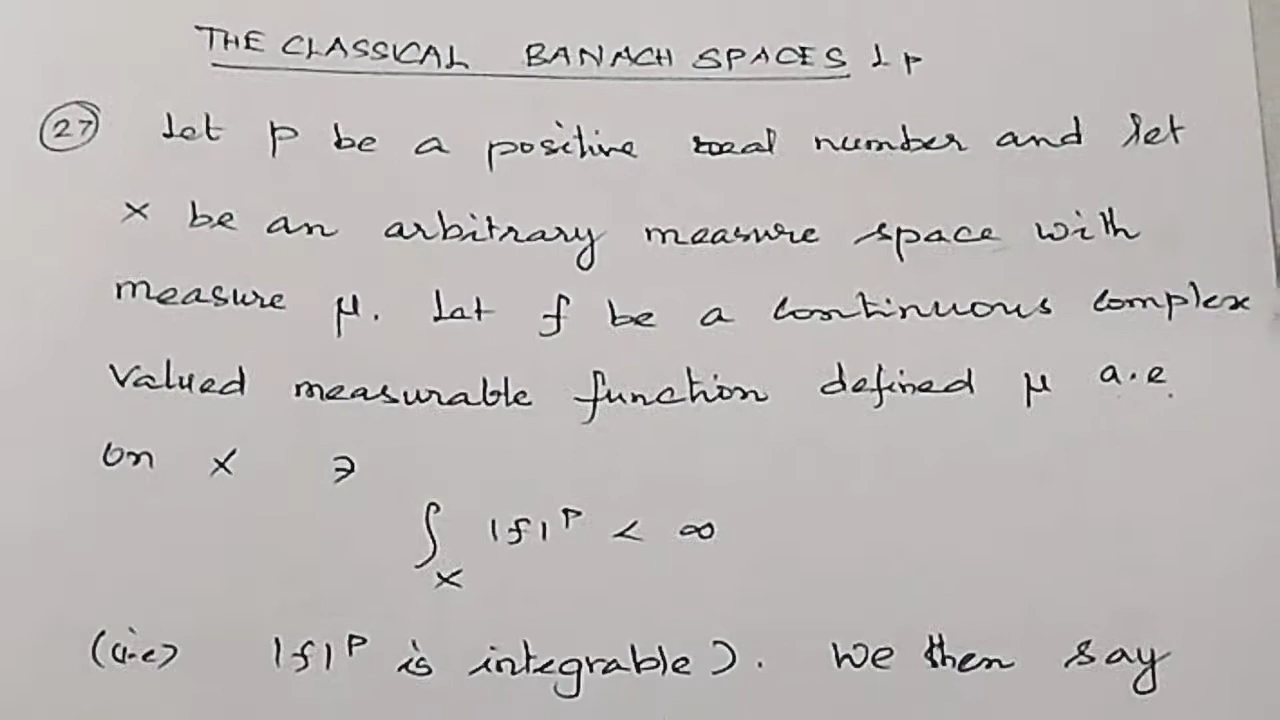 THE CLASSICAL BANACH SPACES Lp
(27) Let p be a positive real number and let
X be an arbitrary measure space with
measure μ. Let f be a continuous complex
valued measurable function defined μ a.e.
on X ∋
∫_X |f|^p < ∞
(i.e) |f|^p is integrable). We then say